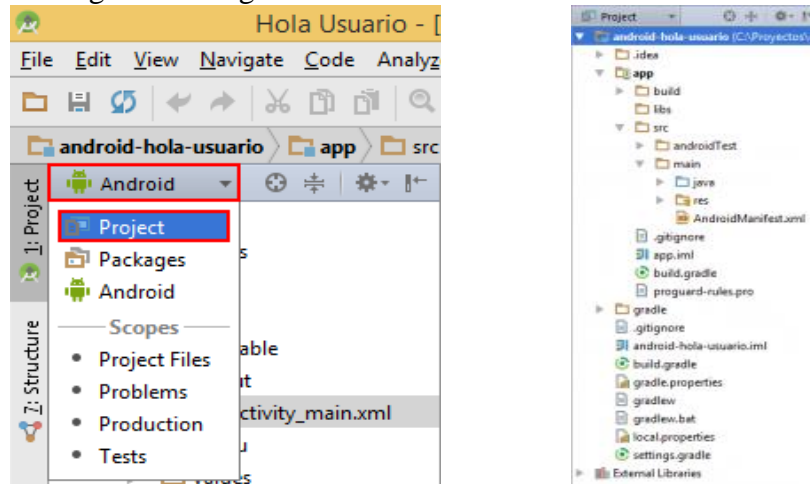 Hola Usuario - [
File Edit View Navigate Code Analyz
android-hola-usuario app src
1: Project
7: Structure
Android
Project
Packages
Android
Scopes
Project Files
Problems
Production
Tests
s
able
ut
ctivity_main.xml
u
values
Project
android-hola-usuario (C:\Proyectos\
.idea
app
build
libs
src
androidTest
main
java
res
AndroidManifest.xml
.gitignore
app.iml
build.gradle
proguard-rules.pro
gradle
.gitignore
android-hola-usuario.iml
build.gradle
gradle.properties
gradlew
gradlew.bat
local.properties
settings.gradle
External Libraries